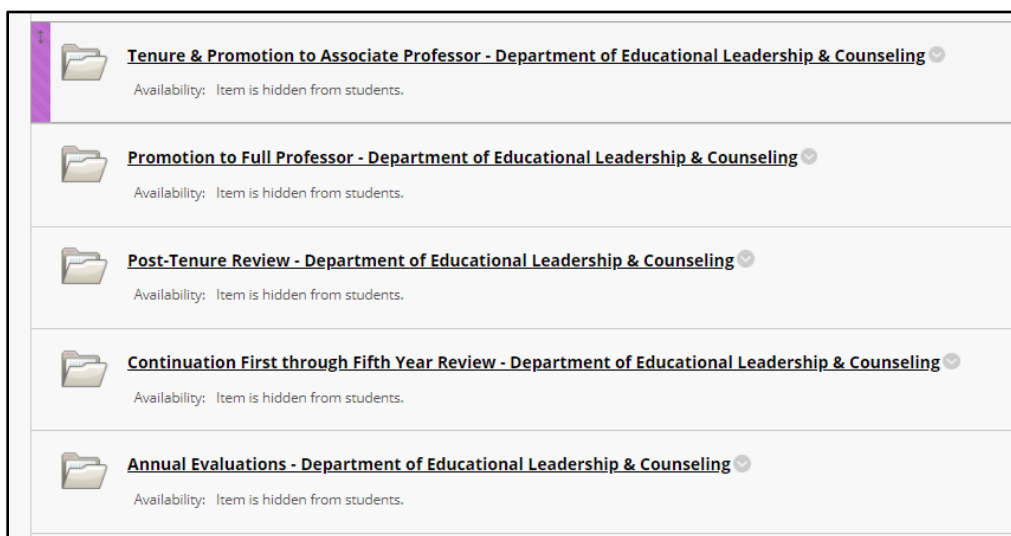 Tenure & Promotion to Associate Professor - Department of Educational Leadership & Counseling
Availability: Item is hidden from students.
Promotion to Full Professor - Department of Educational Leadership & Counseling
Availability: Item is hidden from students.
Post-Tenure Review - Department of Educational Leadership & Counseling
Availability: Item is hidden from students.
Continuation First through Fifth Year Review - Department of Educational Leadership & Counseling
Availability: Item is hidden from students.
Annual Evaluations - Department of Educational Leadership & Counseling
Availability: Item is hidden from students.